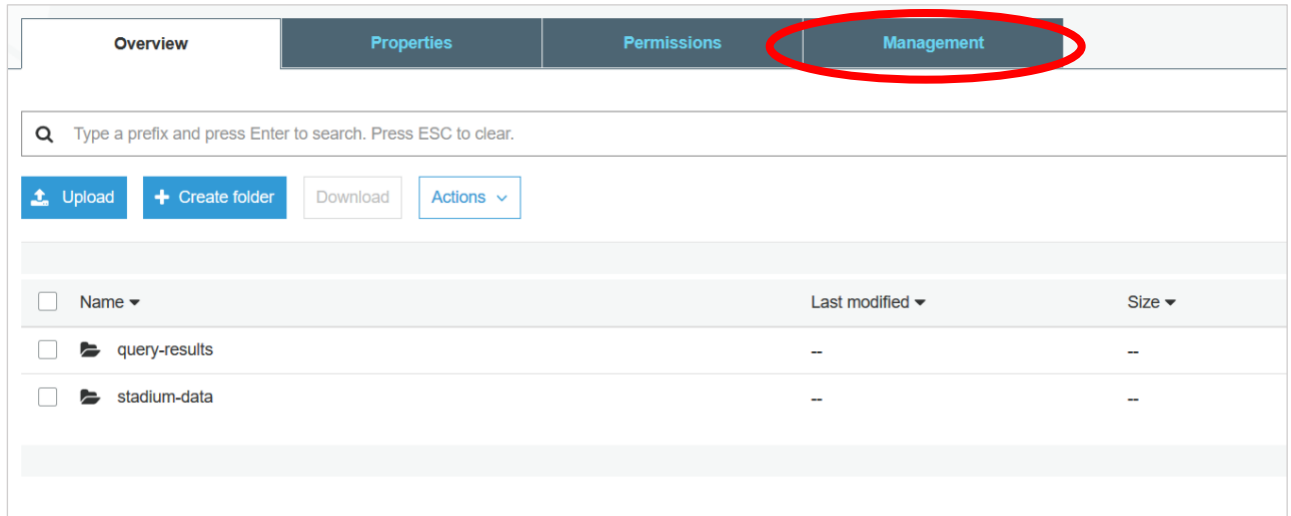 Overview Properties Permissions Management
Type a prefix and press Enter to search. Press ESC to clear.
Upload Create folder Download Actions
Name Last modified Size
query-results -- --
stadium-data -- --